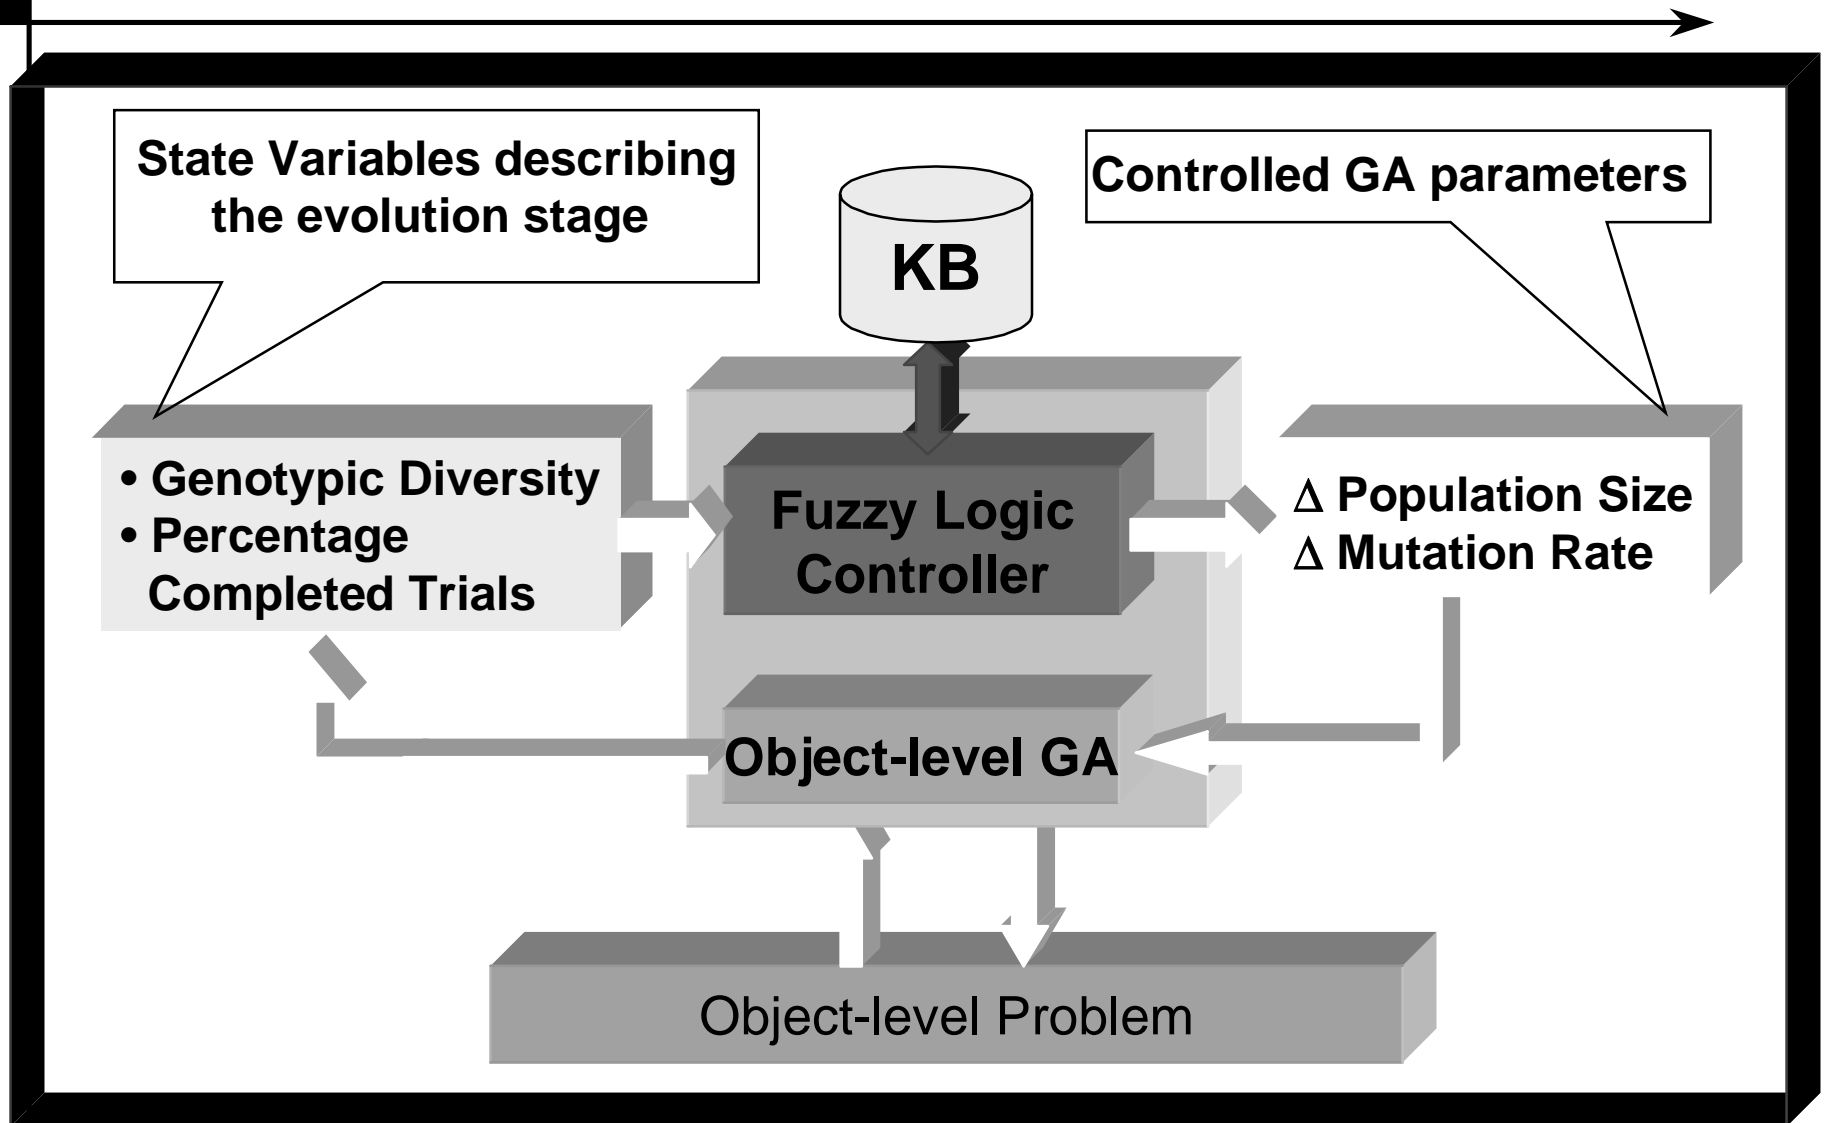 State Variables describing
the evolution stage
Controlled GA parameters
KB
• Genotypic Diversity
• Percentage
Completed Trials
Fuzzy Logic
Controller
Δ Population Size
Δ Mutation Rate
Object-level GA
Object-level Problem